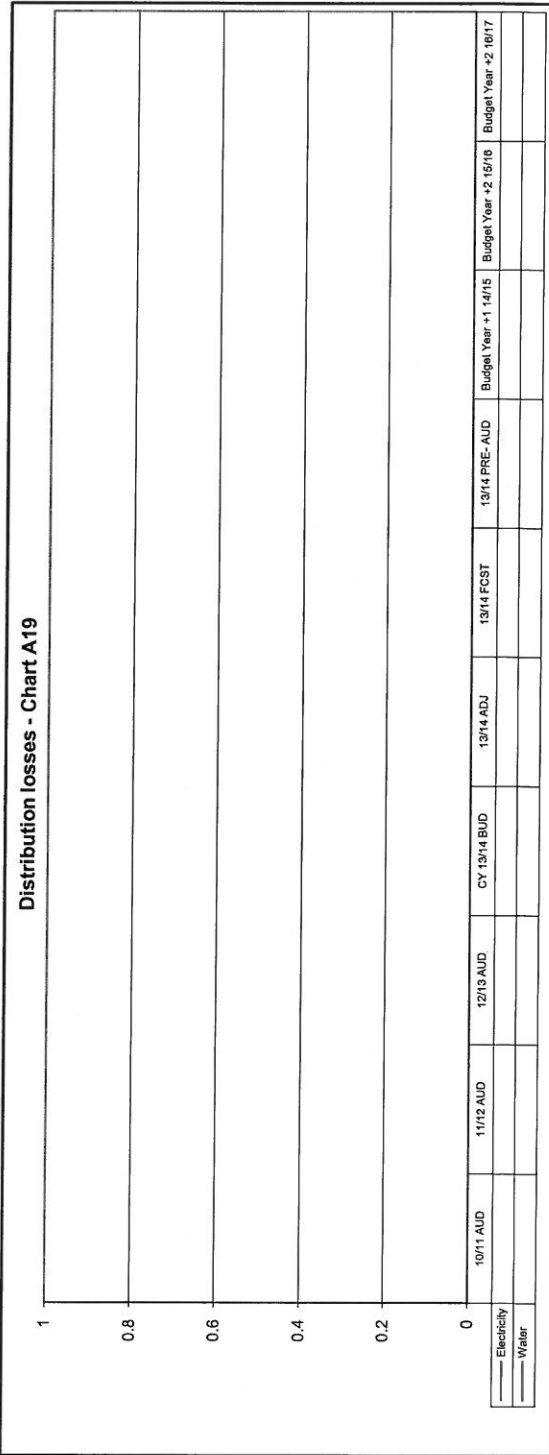 Distribution losses - Chart A19
1
0.8
0.6
0.4
0.2
0
10/11 AUD 11/12 AUD 12/13 AUD CY 13/14 BUD 13/14 ADJ 13/14 FCST 13/14 PRE- AUD Budget Year +1 14/15 Budget Year +2 15/16 Budget Year +2 16/17
Electricity
Water